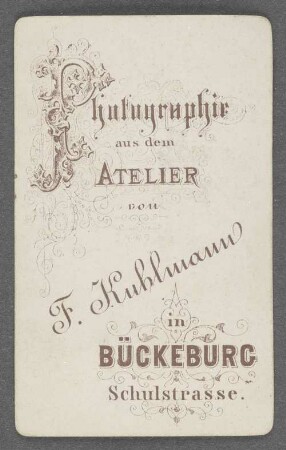 Photographie
aus dem
ATELIER
von
F. Kuhlmann
in
BÜCKEBURG
Schulstrasse.